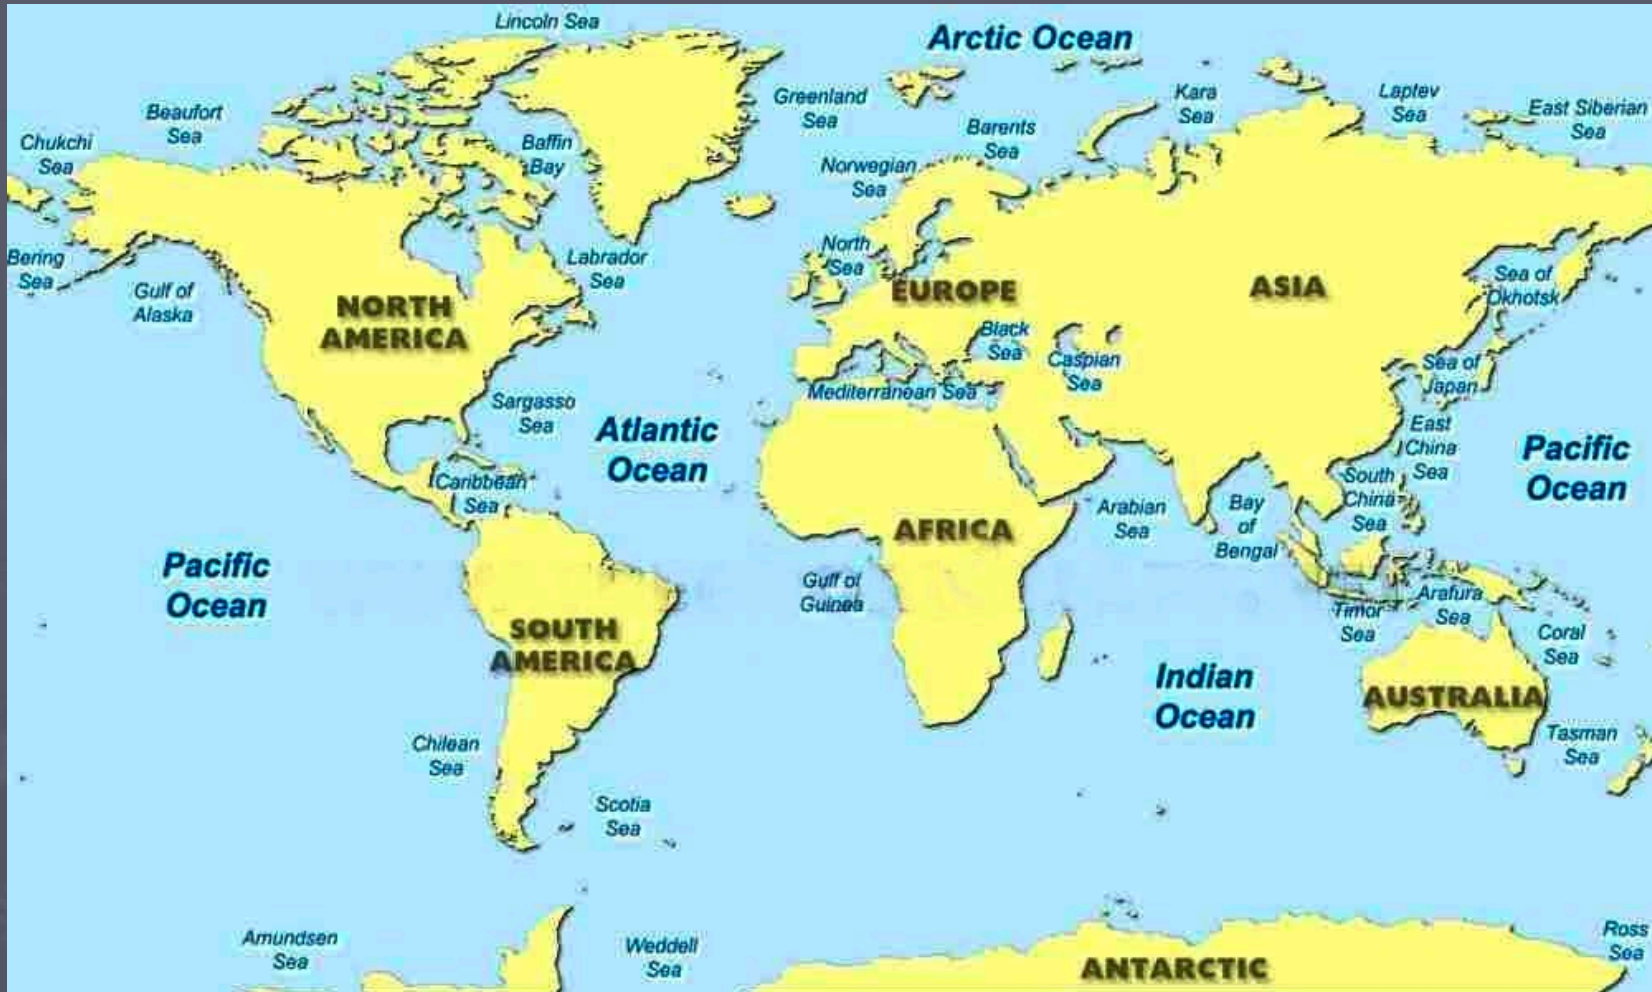 Lincoln Sea
Arctic Ocean
Beaufort
Sea
Chukchi
Sea
Baffin
Bay
Greenland
Sea
Barents
Sea
Kara
Sea
Laptev
Sea
East Siberian
Sea
Norwegian
Sea
Bering
Sea
Gulf of
Alaska
Labrador
Sea
North
Sea
NORTH
AMERICA
EUROPE
ASIA
Sea of
Okhotsk
Black
Sea
Caspian
Sea
Sea of
Japan
Mediterranean Sea
Sargasso
Sea
Atlantic
Ocean
East
China
Sea
Pacific
Ocean
Caribbean
Sea
South
China
Sea
Arabian
Sea
Bay
of
Bengal
AFRICA
Pacific
Ocean
Gulf of
Guinea
Timor
Sea
Arafura
Sea
Coral
Sea
SOUTH
AMERICA
Indian
Ocean
AUSTRALIA
Chilean
Sea
Tasman
Sea
Scotia
Sea
Amundsen
Sea
Weddell
Sea
Ross
Sea
ANTARCTIC